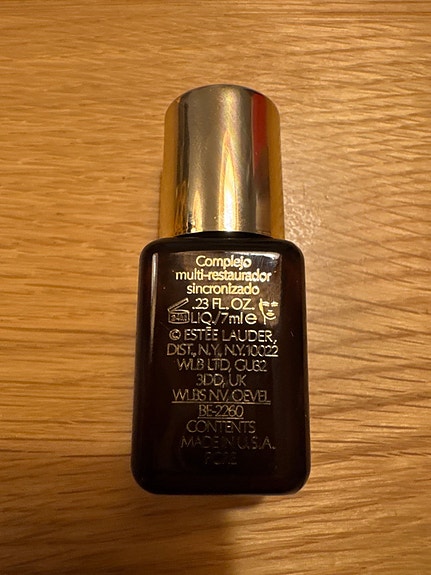 Complejo
multi-restaurador
sincronizado
.23 FL. OZ.
LIQ./7ml e
© ESTĒE LAUDER,
DIST., N.Y., N.Y. 10022
WLB LTD, GU32
3DD, UK
WLBS NV, OEVEL
BE-2260
CONTENTS
MADE IN U.S.A.